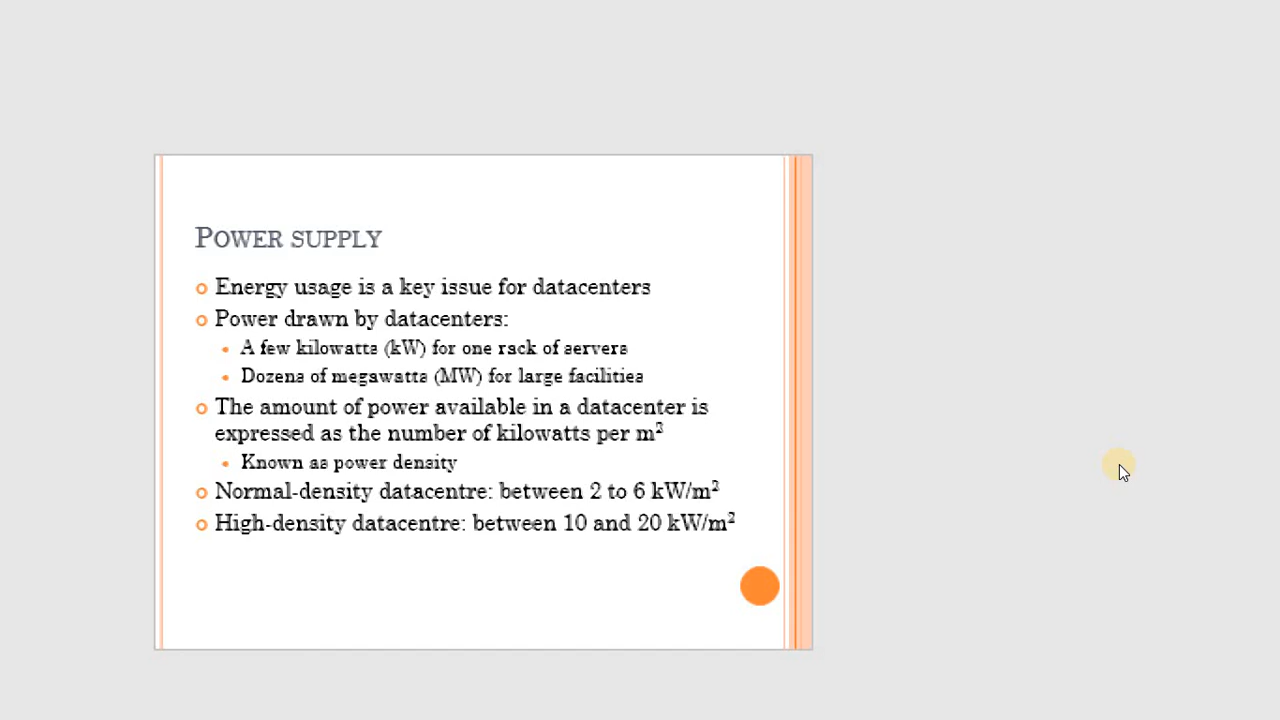 POWER SUPPLY
Energy usage is a key issue for datacenters
Power drawn by datacenters:
A few kilowatts (kW) for one rack of servers
Dozens of megawatts (MW) for large facilities
The amount of power available in a datacenter is
expressed as the number of kilowatts per m²
Known as power density
Normal-density datacentre: between 2 to 6 kW/m²
High-density datacentre: between 10 and 20 kW/m²